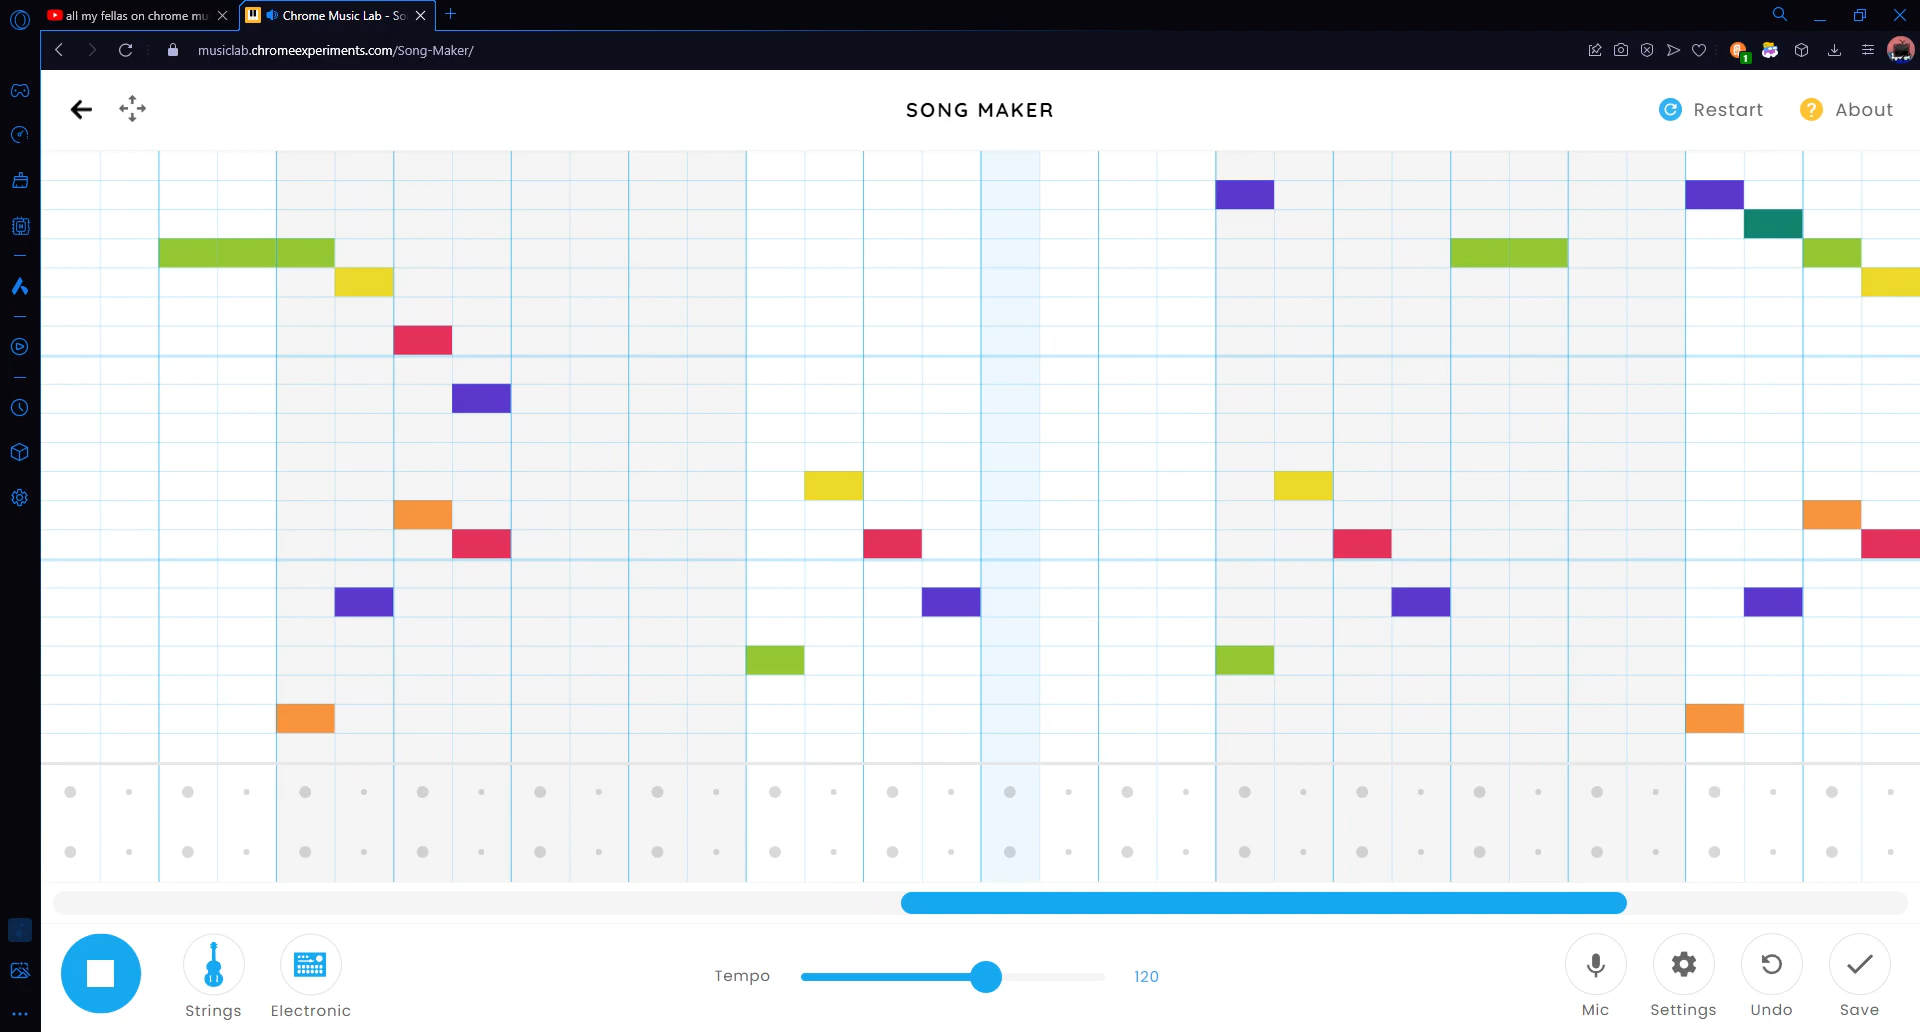 all my fellas on chrome mu
Chrome Music Lab - So
musiclab.chromeexperiments.com/Song-Maker/
1
SONG MAKER
Restart
? About
Tempo
120
Strings
Electronic
Mic
Settings
Undo
Save